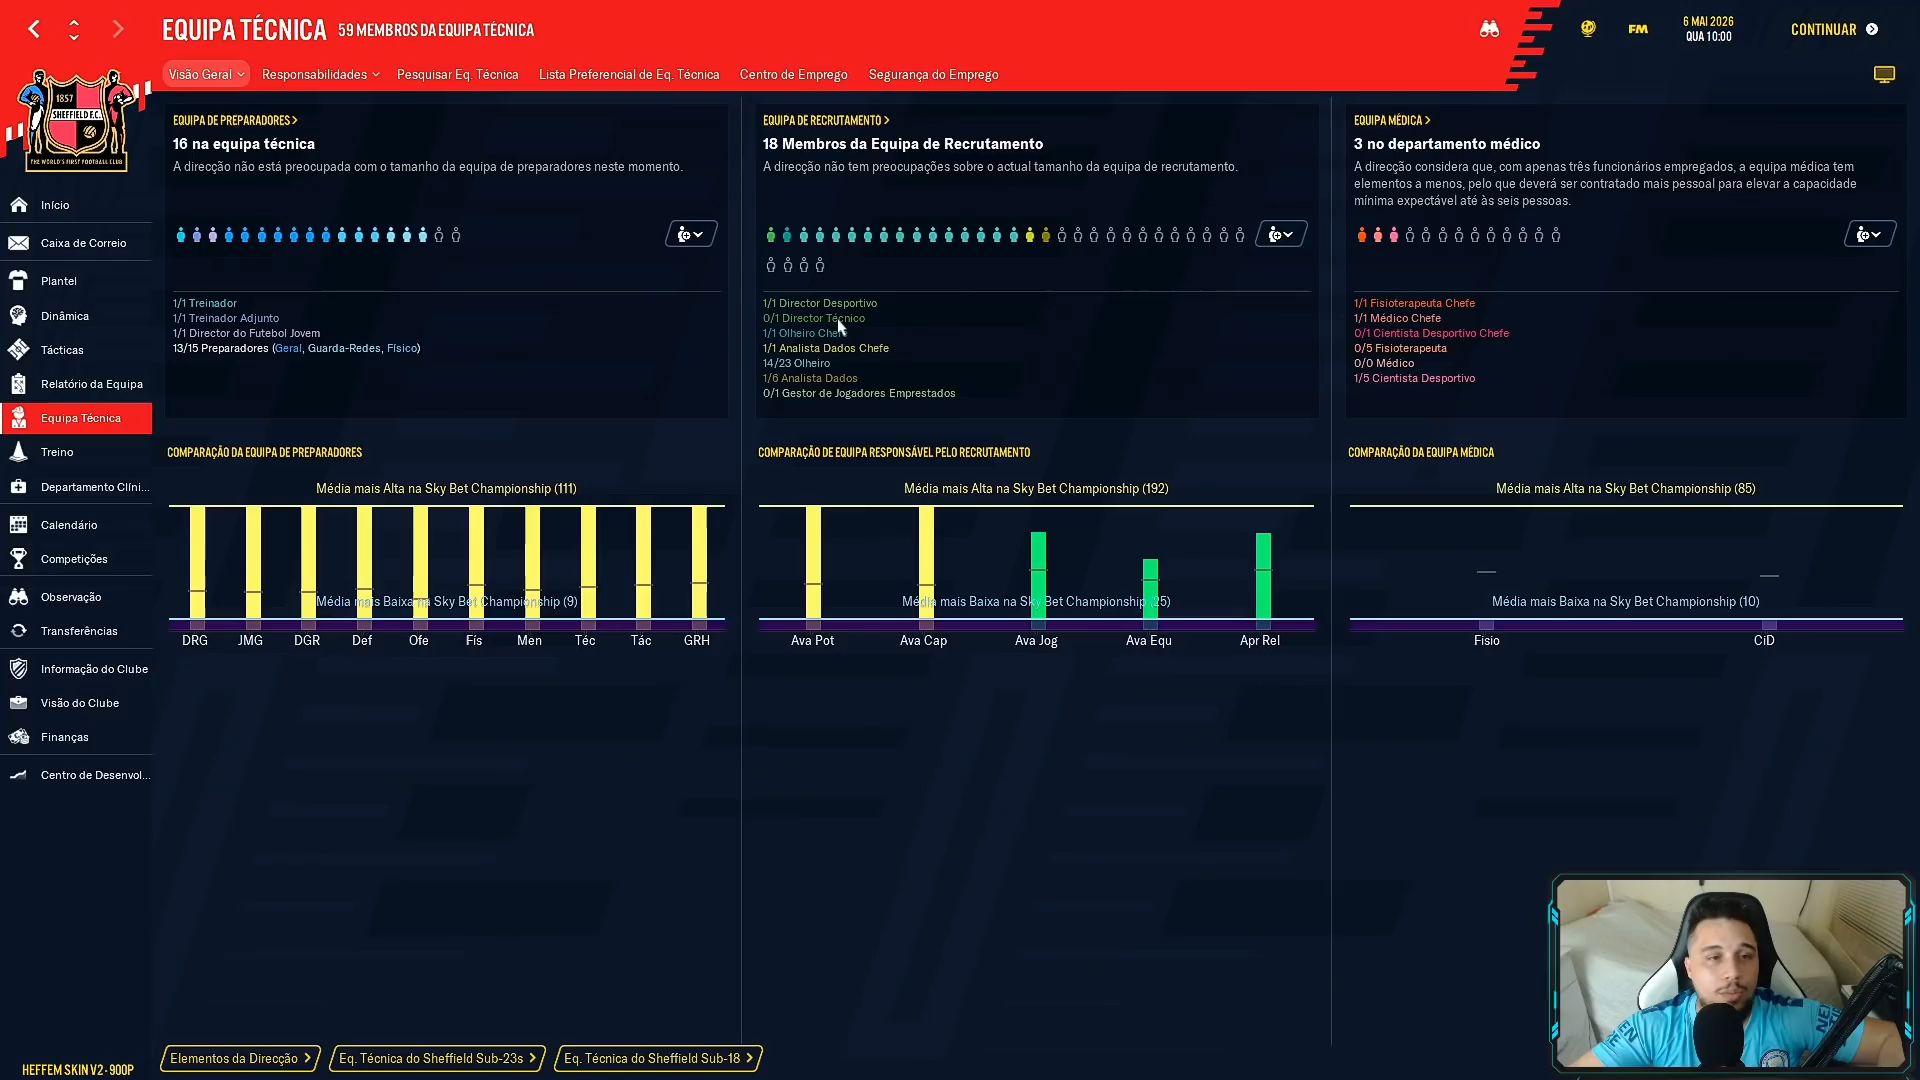 EQUIPA TÉCNICA 59 MEMBROS DA EQUIPA TÉCNICA
FM
6 MAI 2026
QUA 10:00
CONTINUAR
Visão Geral
Responsabilidades
Pesquisar Eq. Técnica
Lista Preferencial de Eq. Técnica
Centro de Emprego
Segurança do Emprego
1857
SHEFFIELD F.C.
THE WORLD'S FIRST FOOTBALL CLUB
Início
Caixa de Correio
Plantel
Dinâmica
Tácticas
Relatório da Equipa
Equipa Técnica
Treino
Departamento Clíni...
Calendário
Competições
Observação
Transferências
Informação do Clube
Visão do Clube
Finanças
Centro de Desenvol...
HEFFEM SKIN V2 - 900P
EQUIPA DE PREPARADORES >
16 na equipa técnica
A direcção não está preocupada com o tamanho da equipa de preparadores neste momento.
1/1 Treinador
1/1 Treinador Adjunto
1/1 Director do Futebol Jovem
13/15 Preparadores (Geral, Guarda-Redes, Físico)
EQUIPA DE RECRUTAMENTO >
18 Membros da Equipa de Recrutamento
A direcção não tem preocupações sobre o actual tamanho da equipa de recrutamento.
1/1 Director Desportivo
0/1 Director Técnico
1/1 Olheiro Chefe
1/1 Analista Dados Chefe
14/23 Olheiro
1/6 Analista Dados
0/1 Gestor de Jogadores Emprestados
EQUIPA MÉDICA >
3 no departamento médico
A direcção considera que, com apenas três funcionários empregados, a equipa médica tem
elementos a menos, pelo que deverá ser contratado mais pessoal para elevar a capacidade
mínima expectável até às seis pessoas.
1/1 Fisioterapeuta Chefe
1/1 Médico Chefe
0/1 Cientista Desportivo Chefe
0/5 Fisioterapeuta
0/0 Médico
1/5 Cientista Desportivo
COMPARAÇÃO DA EQUIPA DE PREPARADORES
Média mais Alta na Sky Bet Championship (111)
Média mais Baixa na Sky Bet Championship (9)
DRG JMG DGR Def Ofe Fís Men Téc Tác GRH
COMPARAÇÃO DE EQUIPA RESPONSÁVEL PELO RECRUTAMENTO
Média mais Alta na Sky Bet Championship (192)
Média mais Baixa na Sky Bet Championship (25)
Ava Pot Ava Cap Ava Jog Ava Equ Apr Rel
COMPARAÇÃO DA EQUIPA MÉDICA
Média mais Alta na Sky Bet Championship (85)
Média mais Baixa na Sky Bet Championship (10)
Fisio CiD
Elementos da Direcção >
Eq. Técnica do Sheffield Sub-23s >
Eq. Técnica do Sheffield Sub-18 >